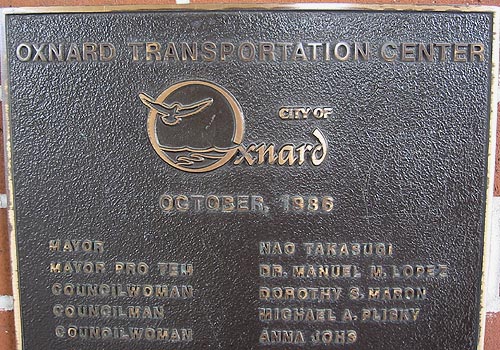 OXNARD TRANSPORTATION CENTER
CITY OF
Oxnard
OCTOBER, 1986
MAYOR NAO TAKASUGI
MAYOR PRO TEM DR. MANUEL M. LOPEZ
COUNCILWOMAN DOROTHY S. MARON
COUNCILMAN MICHAEL A. PLISKY
COUNCILWOMAN ANN JOHS